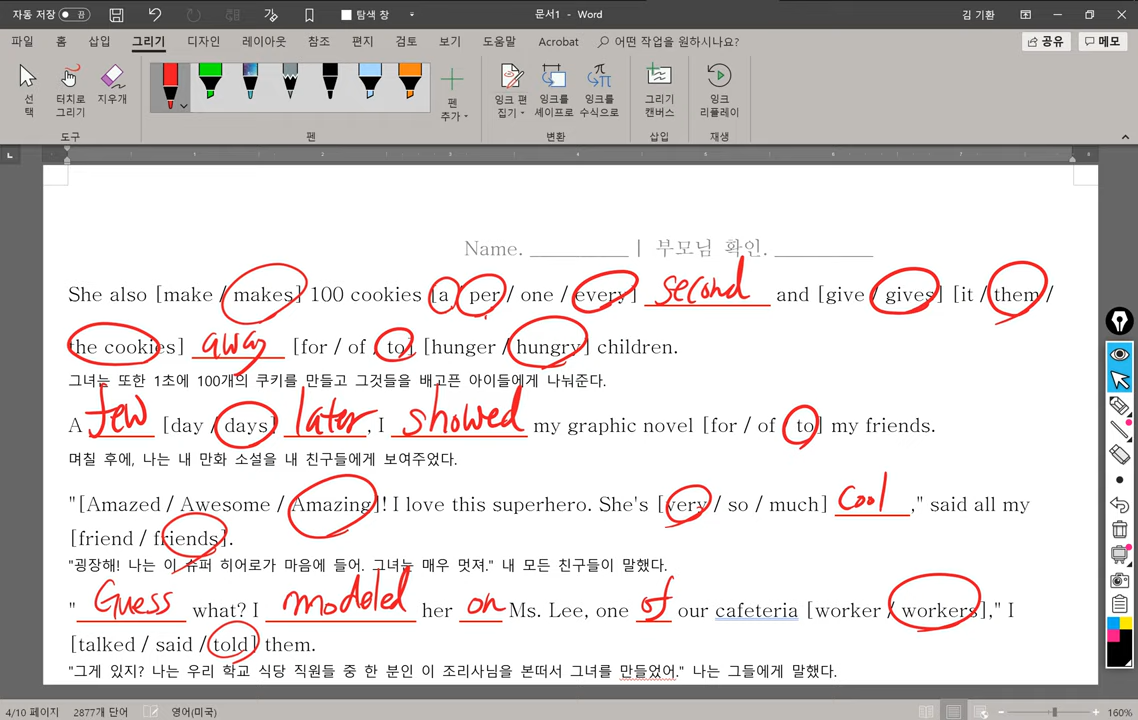 자동 저장 끔 탐색 창 문서1 - Word 김 기환
파일 홈 삽입 그리기 디자인 레이아웃 참조 편지 검토 보기 도움말 Acrobat 어떤 작업을 원하시나요? 공유 메모
선택 터치로 그리기 지우개 펜 추가 잉크 편집기 잉크를 셰이프로 잉크를 수식으로 그리기 캔버스 잉크 리플레이
도구 펜 변환 삽입 재생
Name. __________ | 부모님 확인. __________
She also [make / makes] 100 cookies [a / per / one / every] second and [give / gives] [it / them /
the cookies] away [for / of / to] [hunger / hungry] children.
그녀는 또한 1초에 100개의 쿠키를 만들고 그것들을 배고픈 아이들에게 나눠준다.
A few [day / days] later, I showed my graphic novel [for / of / to] my friends.
며칠 후에, 나는 내 만화 소설을 내 친구들에게 보여주었다.
"[Amazed / Awesome / Amazing]! I love this superhero. She's [very / so / much] cool," said all my
[friend / friends].
"굉장해! 나는 이 슈퍼 히어로가 마음에 들어. 그녀는 매우 멋져." 내 모든 친구들이 말했다.
"Guess what? I modeled her on Ms. Lee, one of our cafeteria [worker / workers]," I
[talked / said / told] them.
"그게 있지? 나는 우리 학교 식당 직원들 중 한 분인 이 조리사님을 본떠서 그녀를 만들었어." 나는 그들에게 말했다.
4/10 페이지 2877개 단어 영어(미국) 160%